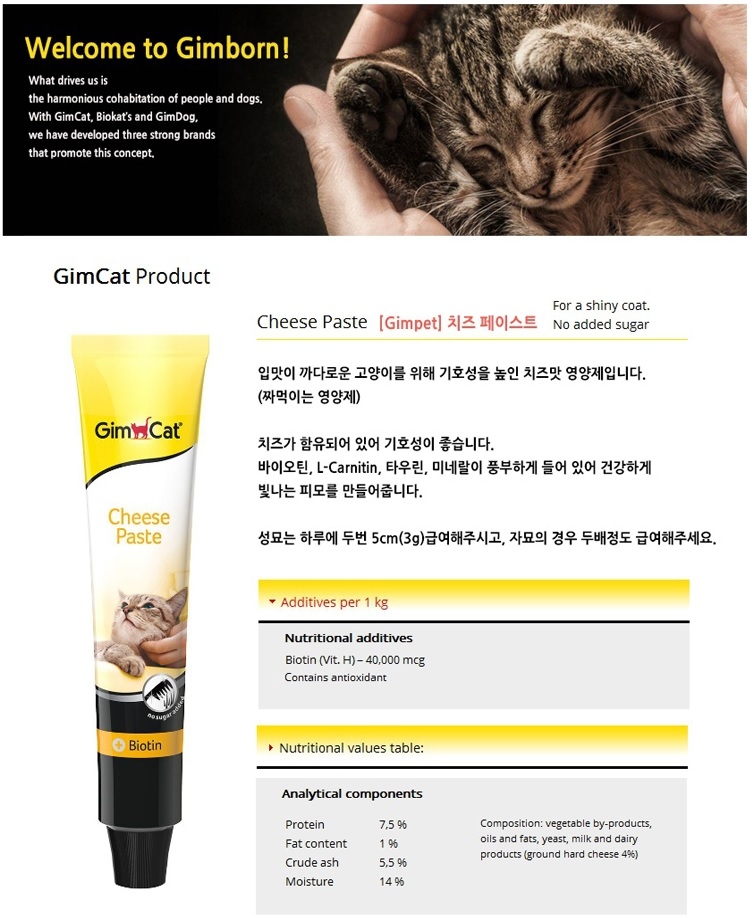 Welcome to Gimborn!
What drives us is
the harmonious cohabitation of people and dogs.
With GimCat, Biokat's and GimDog,
we have developed three strong brands
that promote this concept.
GimCat Product
Cheese Paste [Gimpet] 치즈 페이스트
For a shiny coat.
No added sugar
입맛이 까다로운 고양이를 위해 기호성을 높인 치즈맛 영양제입니다.
(짜먹이는 영양제)
치즈가 함유되어 있어 기호성이 좋습니다.
바이오틴, L-Carnitin, 타우린, 미네랄이 풍부하게 들어 있어 건강하게
빛나는 피모를 만들어줍니다.
성묘는 하루에 두번 5cm(3g)급여해주시고, 자묘의 경우 두배정도 급여해주세요.
GimCat®
Cheese
Paste
no sugar added
+ Biotin
Additives per 1 kg
Nutritional additives
Biotin (Vit. H) – 40,000 mcg
Contains antioxidant
Nutritional values table:
Analytical components
Protein 7,5 %
Fat content 1 %
Crude ash 5,5 %
Moisture 14 %
Composition: vegetable by-products,
oils and fats, yeast, milk and dairy
products (ground hard cheese 4%)